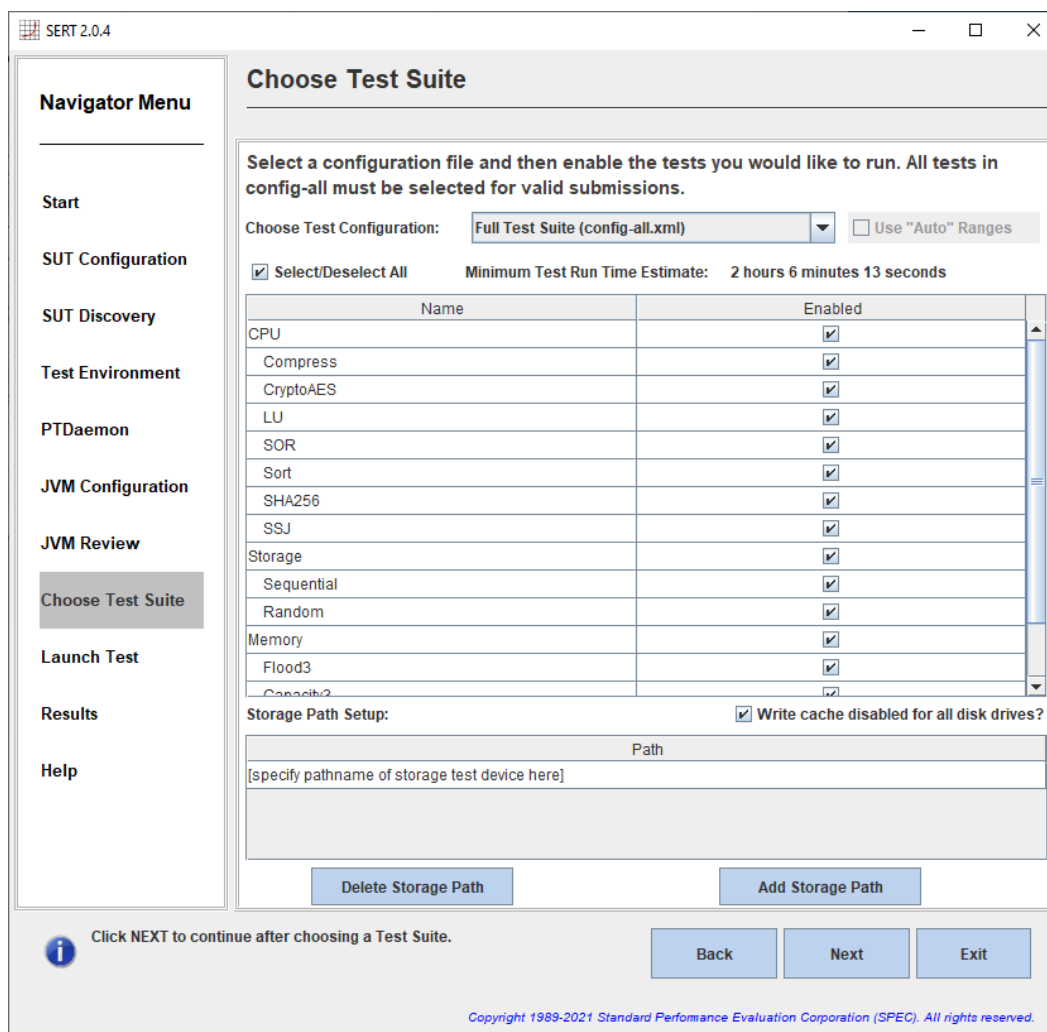 SERT 2.0.4
Navigator Menu
Start
SUT Configuration
SUT Discovery
Test Environment
PTDaemon
JVM Configuration
JVM Review
Choose Test Suite
Launch Test
Results
Help
Choose Test Suite
Select a configuration file and then enable the tests you would like to run. All tests in
config-all must be selected for valid submissions.
Choose Test Configuration: Full Test Suite (config-all.xml) Use "Auto" Ranges
Select/Deselect All Minimum Test Run Time Estimate: 2 hours 6 minutes 13 seconds
Name Enabled
CPU
Compress
CryptoAES
LU
SOR
Sort
SHA256
SSJ
Storage
Sequential
Random
Memory
Flood3
Capacity3
Storage Path Setup: Write cache disabled for all disk drives?
Path
[specify pathname of storage test device here]
Delete Storage Path Add Storage Path
Click NEXT to continue after choosing a Test Suite.
Back Next Exit
Copyright 1989-2021 Standard Performance Evaluation Corporation (SPEC). All rights reserved.